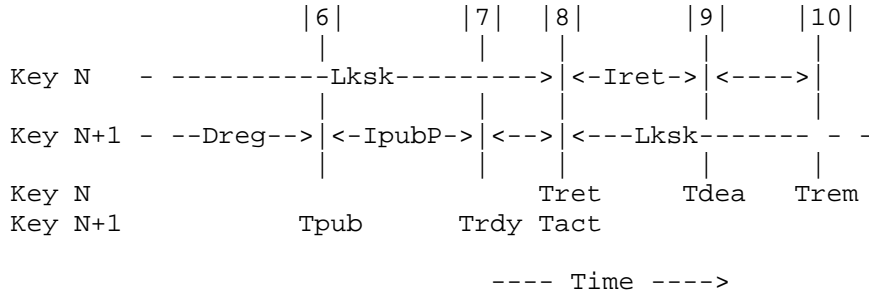 |6|        |7|  |8|      |9|   |10|
                       |          |    |        |      |
Key N    - ----------Lksk--------->|<-Iret->|<---->|
                       |          |    |        |      |
Key N+1 - --Dreg-->|<-IpubP->|<-->|<---Lksk------- - -
                       |          |    |        |      |
Key N                                 Tret     Tdea   Trem
Key N+1               Tpub       Trdy Tact

                                ---- Time ---->